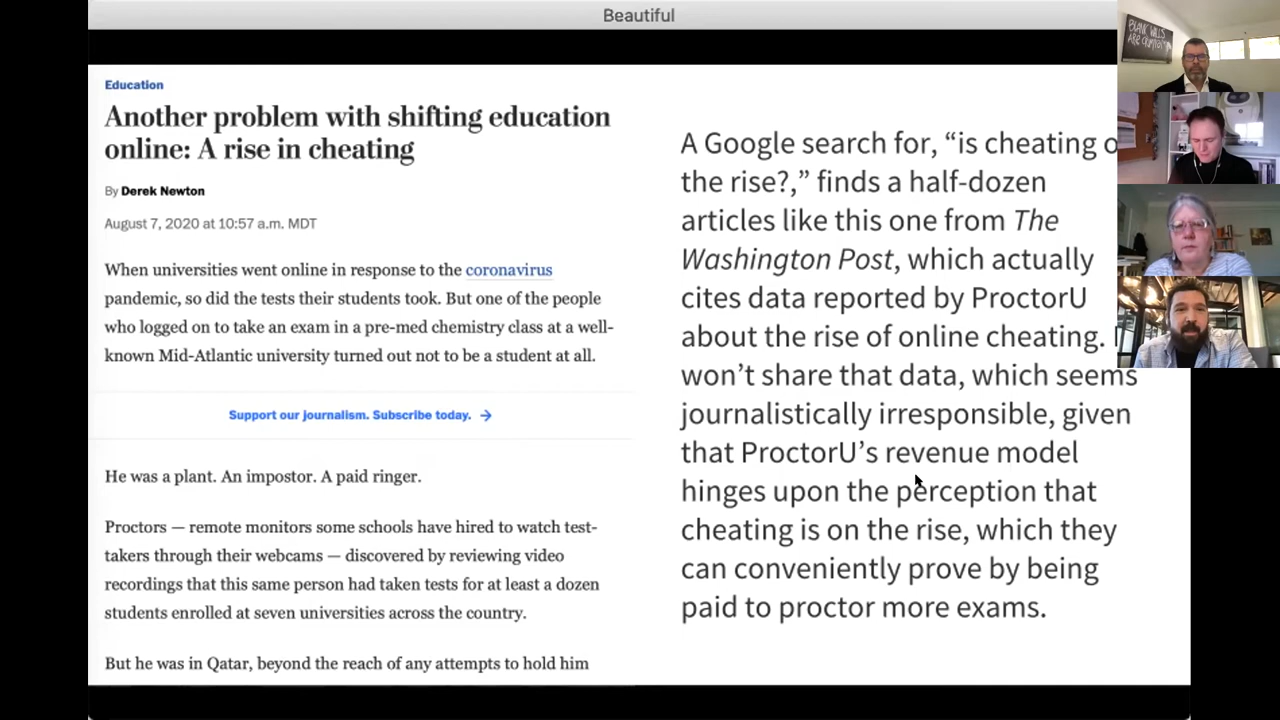 Beautiful
Education
Another problem with shifting education
online: A rise in cheating
By Derek Newton
August 7, 2020 at 10:57 a.m. MDT
When universities went online in response to the coronavirus
pandemic, so did the tests their students took. But one of the people
who logged on to take an exam in a pre-med chemistry class at a well-
known Mid-Atlantic university turned out not to be a student at all.
Support our journalism. Subscribe today. →
He was a plant. An impostor. A paid ringer.
Proctors — remote monitors some schools have hired to watch test-
takers through their webcams — discovered by reviewing video
recordings that this same person had taken tests for at least a dozen
students enrolled at seven universities across the country.
But he was in Qatar, beyond the reach of any attempts to hold him
A Google search for, “is cheating o
the rise?,” finds a half-dozen
articles like this one from The
Washington Post, which actually
cites data reported by ProctorU
about the rise of online cheating.
won’t share that data, which seems
journalistically irresponsible, given
that ProctorU’s revenue model
hinges upon the perception that
cheating is on the rise, which they
can conveniently prove by being
paid to proctor more exams.
BLANK WALLS
ARE